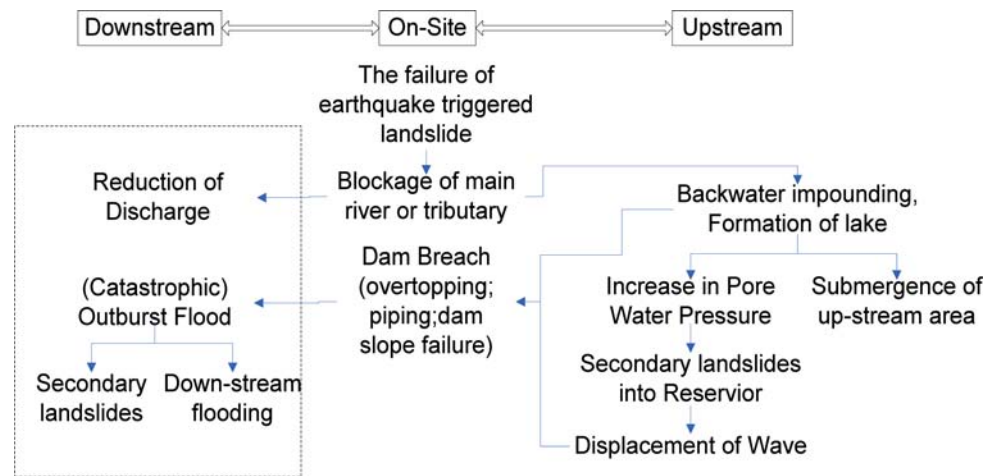 Downstream
On-Site
Upstream
The failure of
earthquake triggered
landslide
Reduction of
Discharge
Blockage of main
river or tributary
Backwater impounding,
Formation of lake
(Catastrophic)
Outburst Flood
Dam Breach
(overtopping;
piping;dam
slope failure)
Increase in Pore
Water Pressure
Submergence of
up-stream area
Secondary
landslides
Down-stream
flooding
Secondary landslides
into Reservior
Displacement of Wave